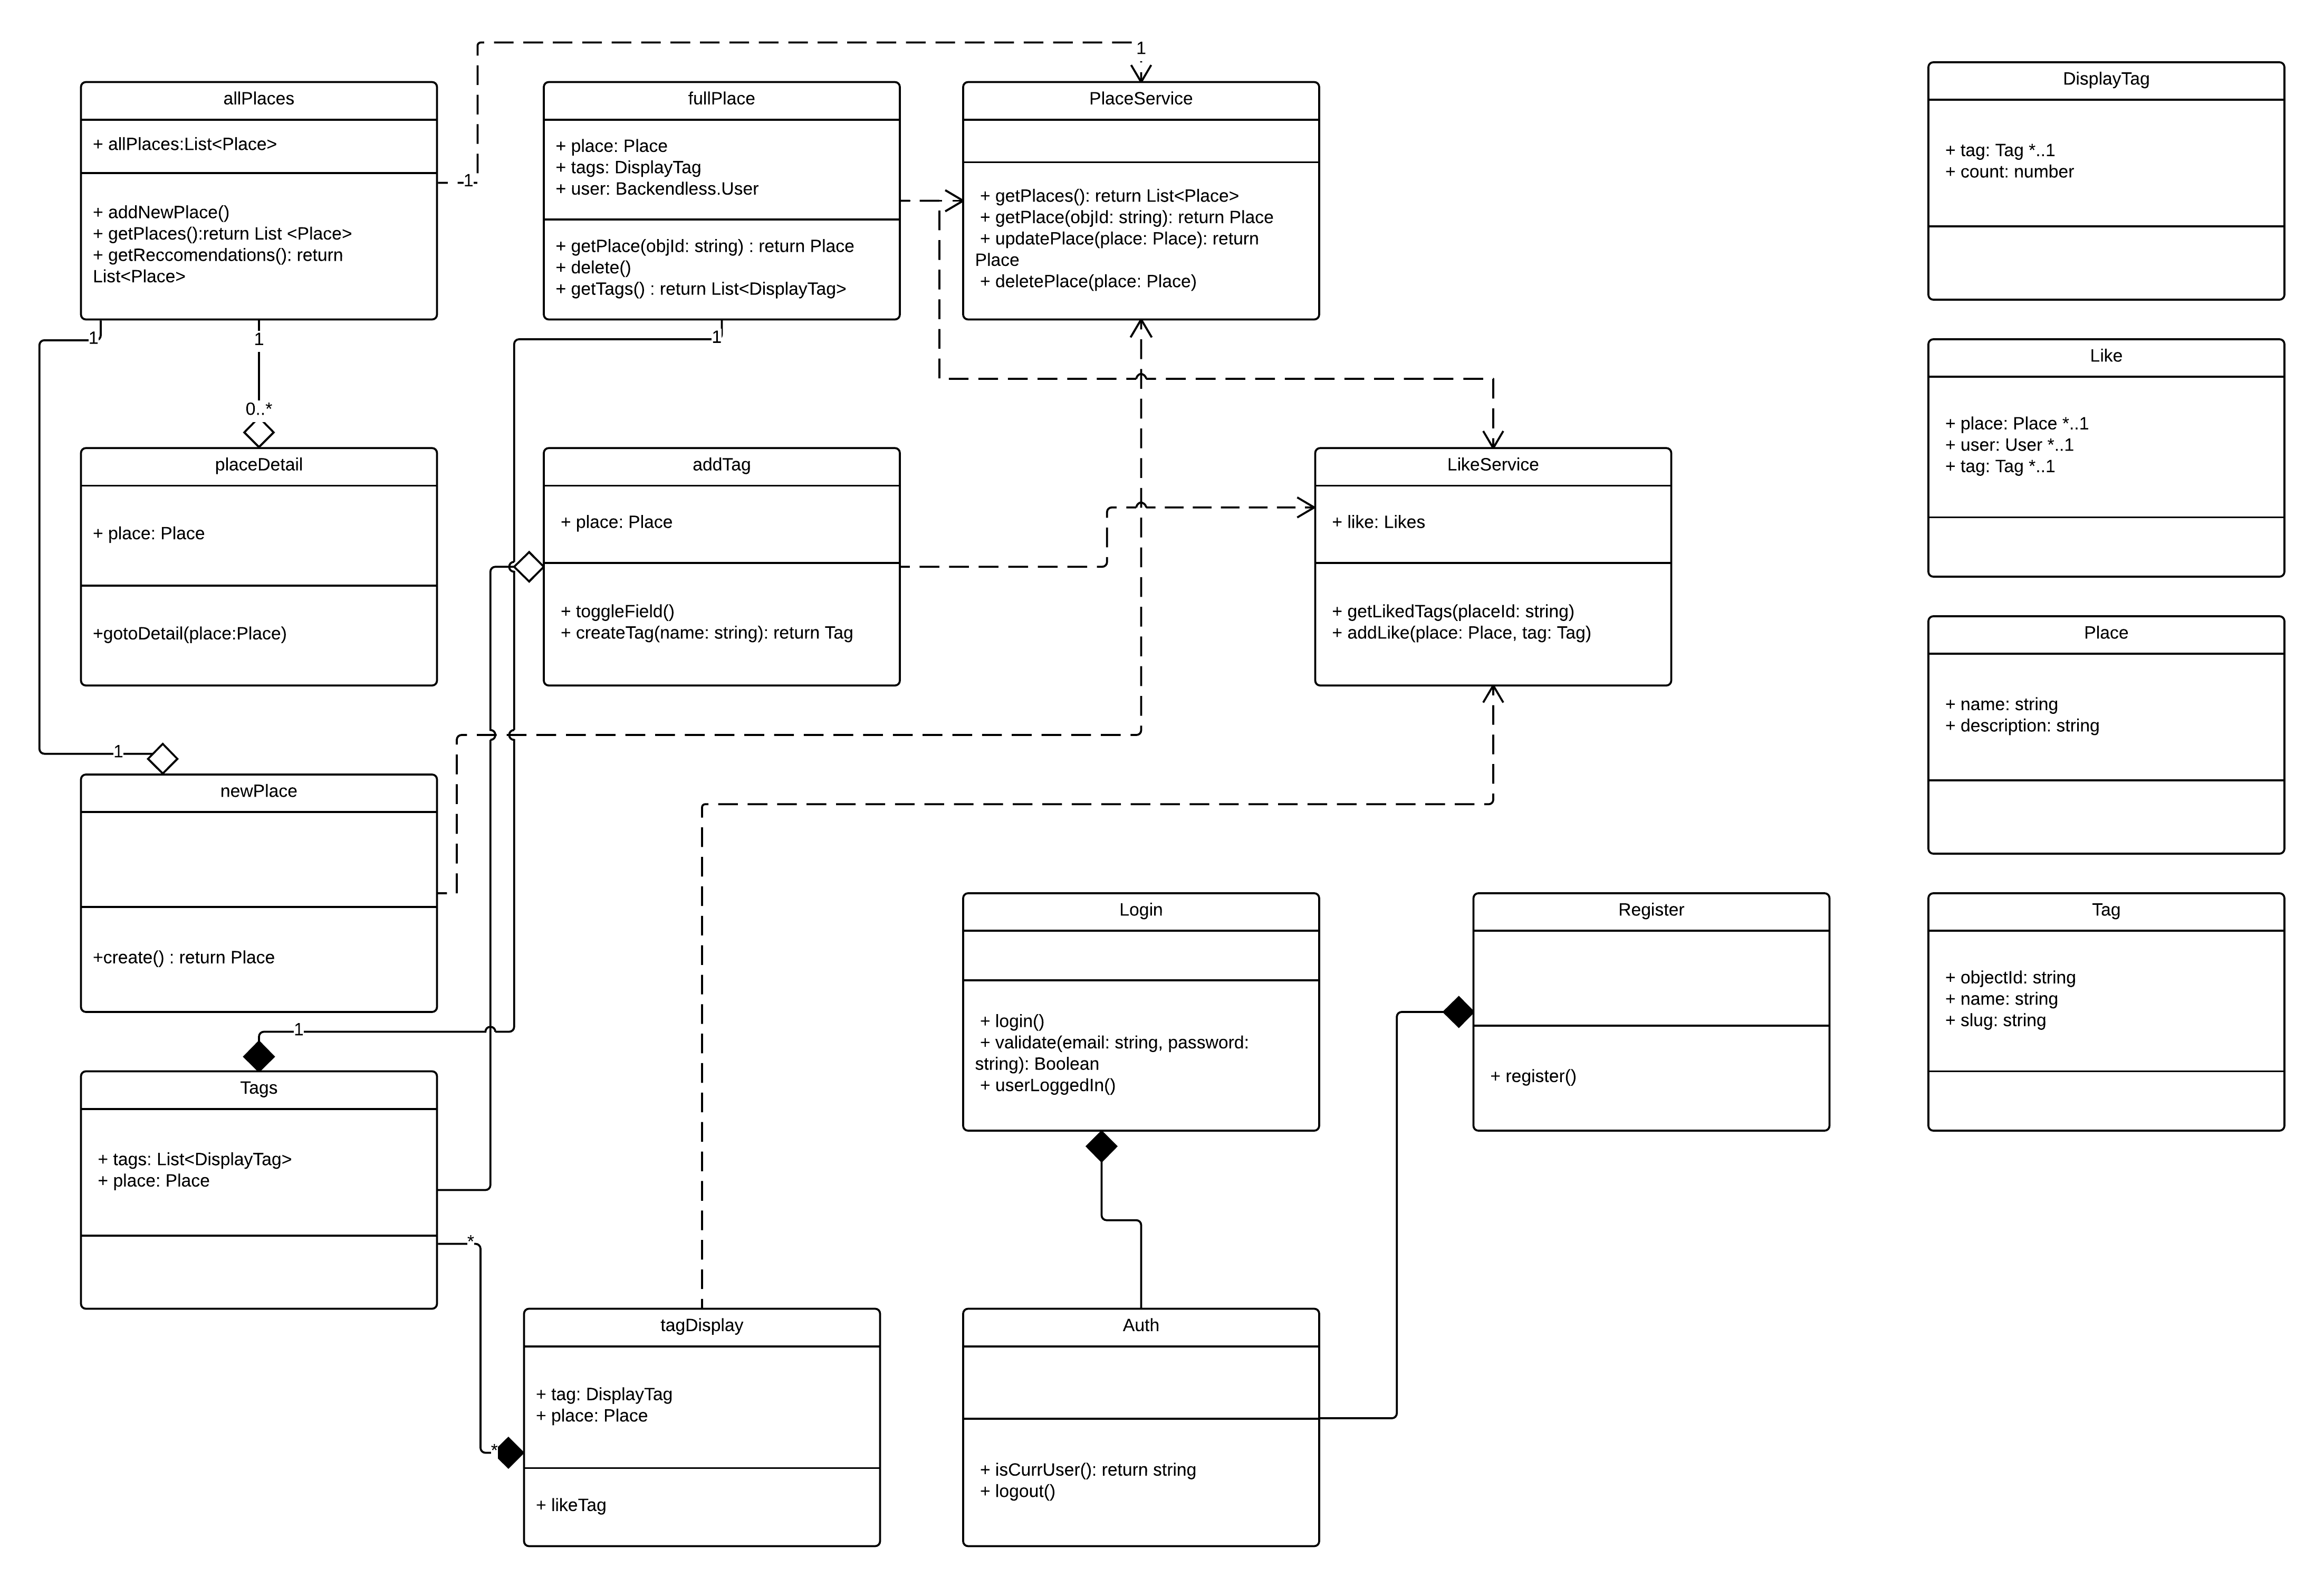 1
allPlaces
+ allPlaces:List<Place>
+ addNewPlace()
+ getPlaces():return List <Place>
+ getReccomendations(): return
List<Place>
1
fullPlace
+ place: Place
+ tags: DisplayTag
+ user: Backendless.User
+ getPlace(objId: string) : return Place
+ delete()
+ getTags() : return List<DisplayTag>
PlaceService
+ getPlaces(): return List<Place>
+ getPlace(objId: string): return Place
+ updatePlace(place: Place): return
Place
+ deletePlace(place: Place)
DisplayTag
+ tag: Tag *..1
+ count: number
1
1
1
0..*
Like
+ place: Place *..1
+ user: User *..1
+ tag: Tag *..1
placeDetail
+ place: Place
+gotoDetail(place:Place)
addTag
+ place: Place
+ toggleField()
+ createTag(name: string): return Tag
LikeService
+ like: Likes
+ getLikedTags(placeId: string)
+ addLike(place: Place, tag: Tag)
Place
+ name: string
+ description: string
1
newPlace
+create() : return Place
1
Login
+ login()
+ validate(email: string, password:
string): Boolean
+ userLoggedIn()
Register
+ register()
Tag
+ objectId: string
+ name: string
+ slug: string
Tags
+ tags: List<DisplayTag>
+ place: Place
*
*
tagDisplay
+ tag: DisplayTag
+ place: Place
+ likeTag
Auth
+ isCurrUser(): return string
+ logout()